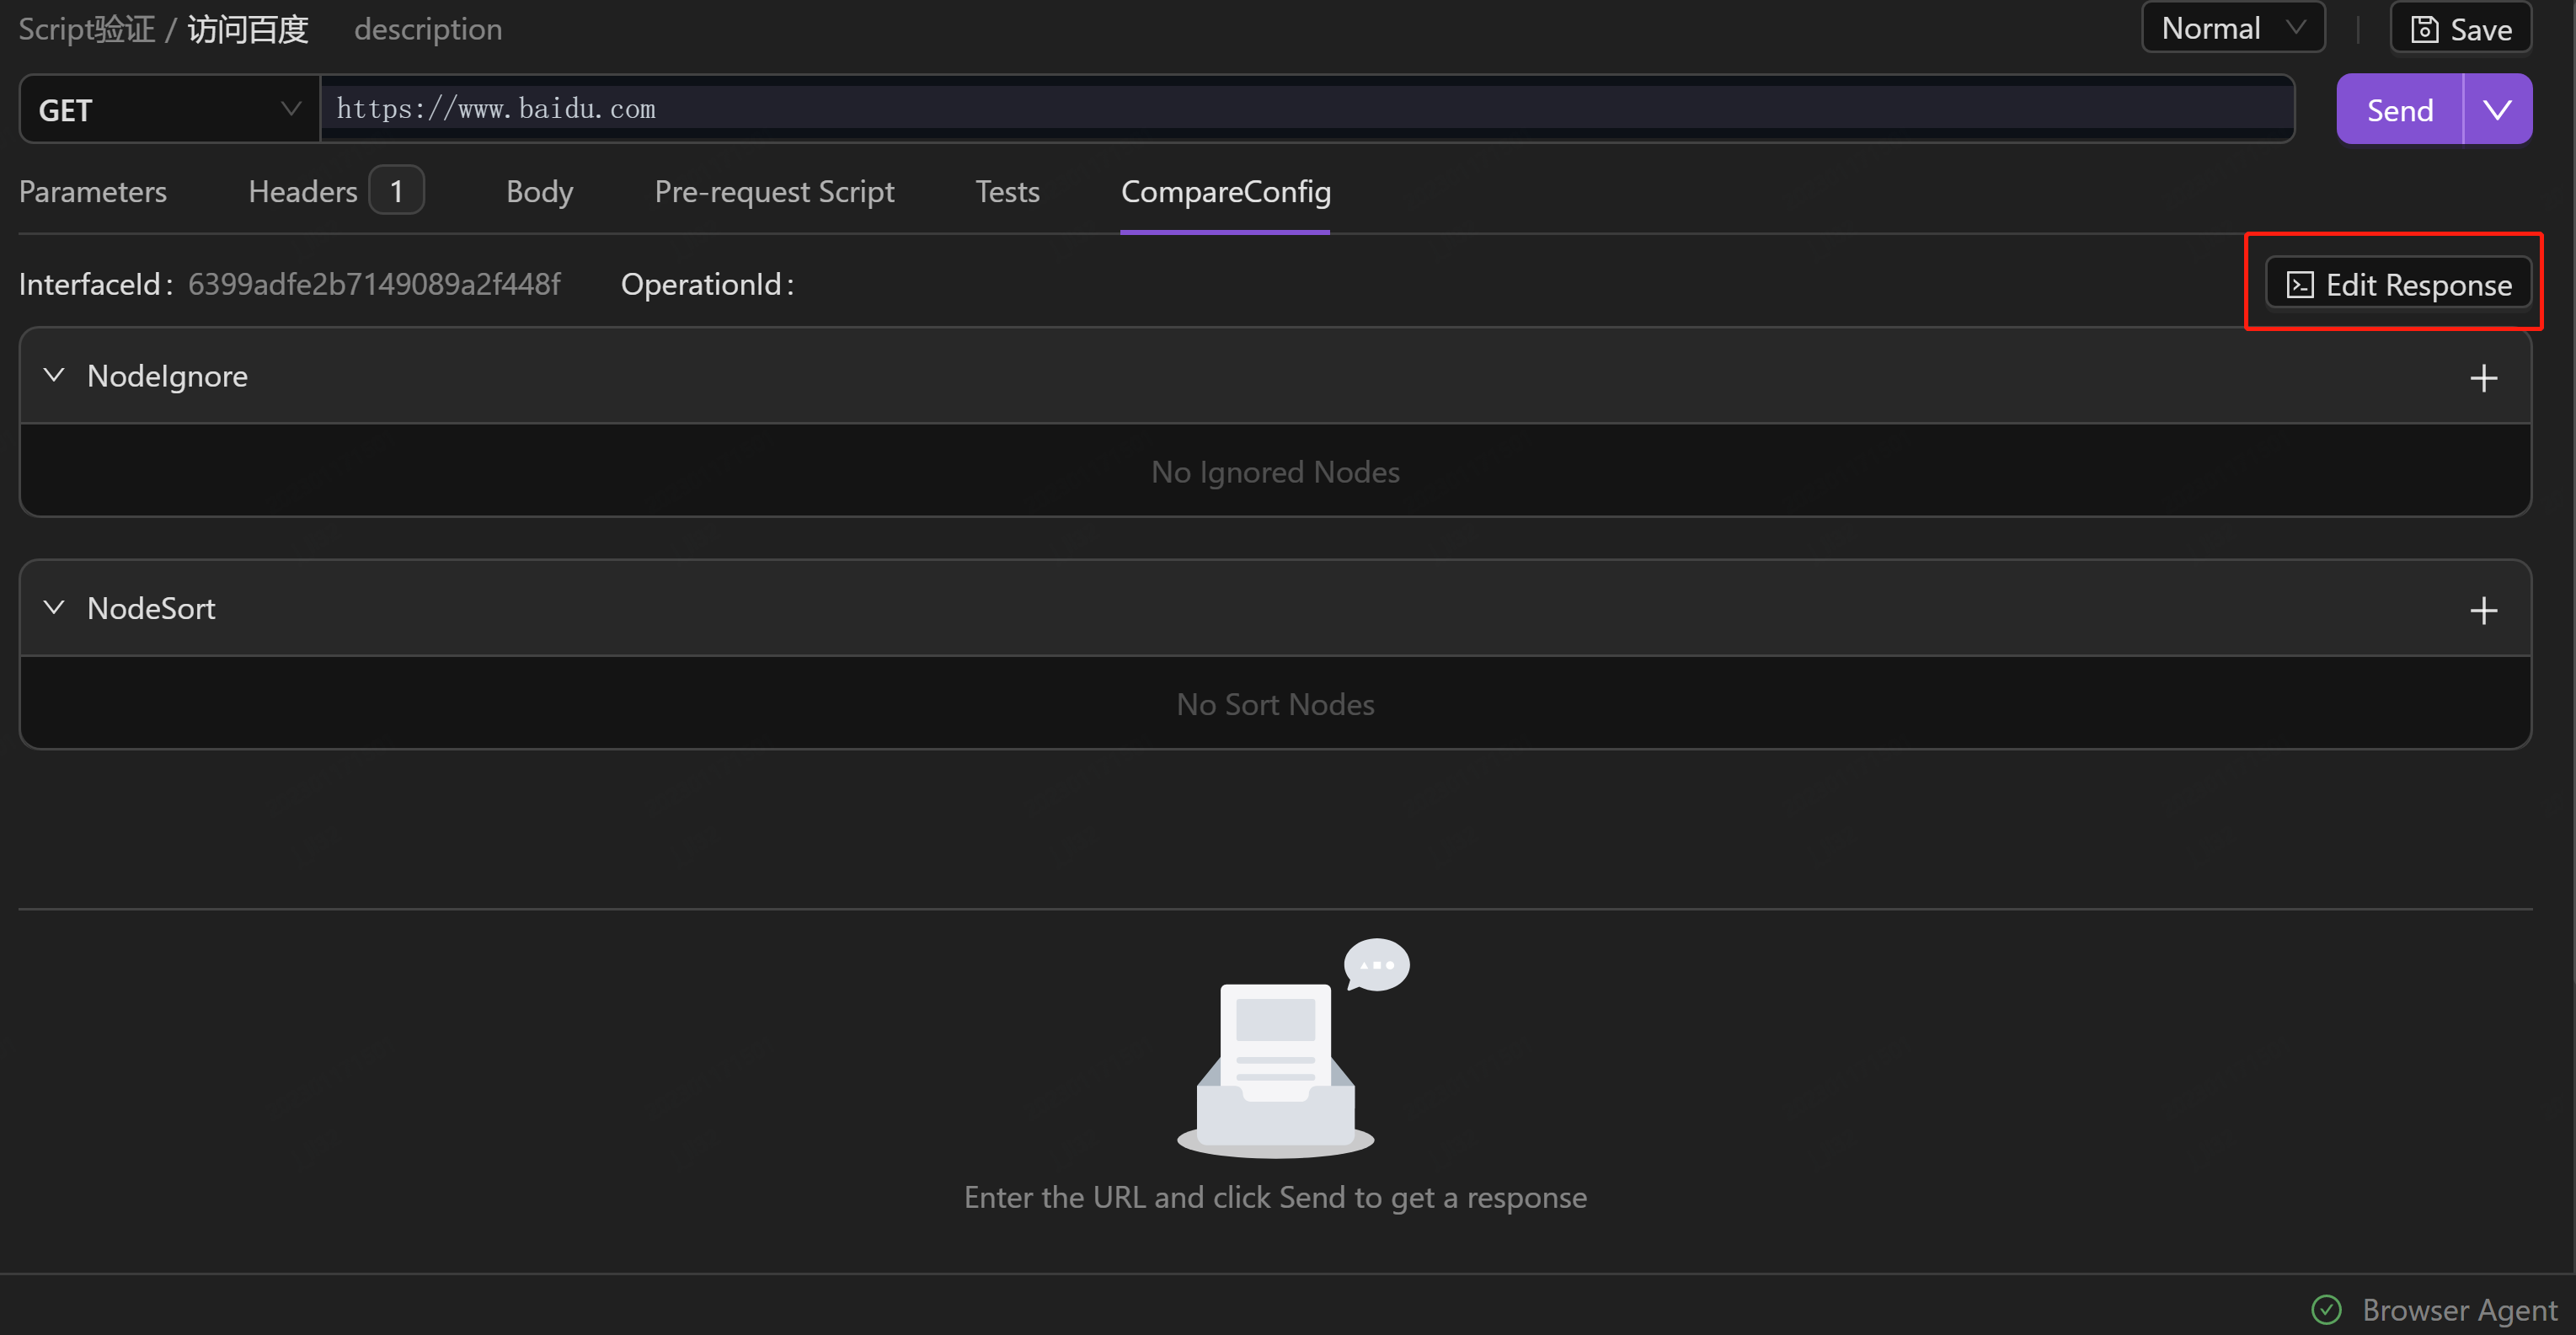 Script验证 / 访问百度 description Normal | Save
GET https://www.baidu.com Send
Parameters Headers 1 Body Pre-request Script Tests CompareConfig
InterfaceId: 6399adfe2b7149089a2f448f OperationId: Edit Response
NodeIgnore
No Ignored Nodes
NodeSort
No Sort Nodes
Enter the URL and click Send to get a response
Browser Agent